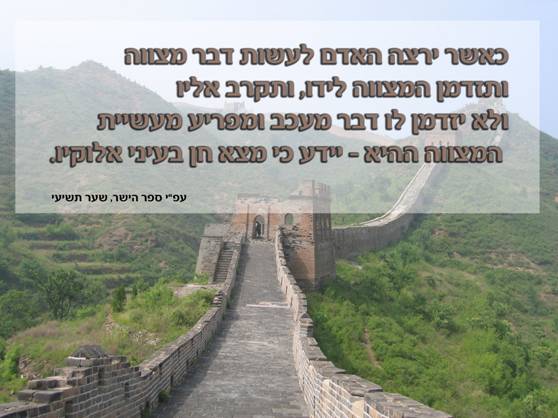 כאשר ירצה האדם לעשות דבר מצווה
ותזדמן המצווה לידו, ותקרב אליו
ולא יזדמן לו דבר מעכב ומפריע מעשיית
המצווה ההיא - יידע כי מצא חן בעיני אלוקיו.
עפ"י ספר הישר, שער תשיעי